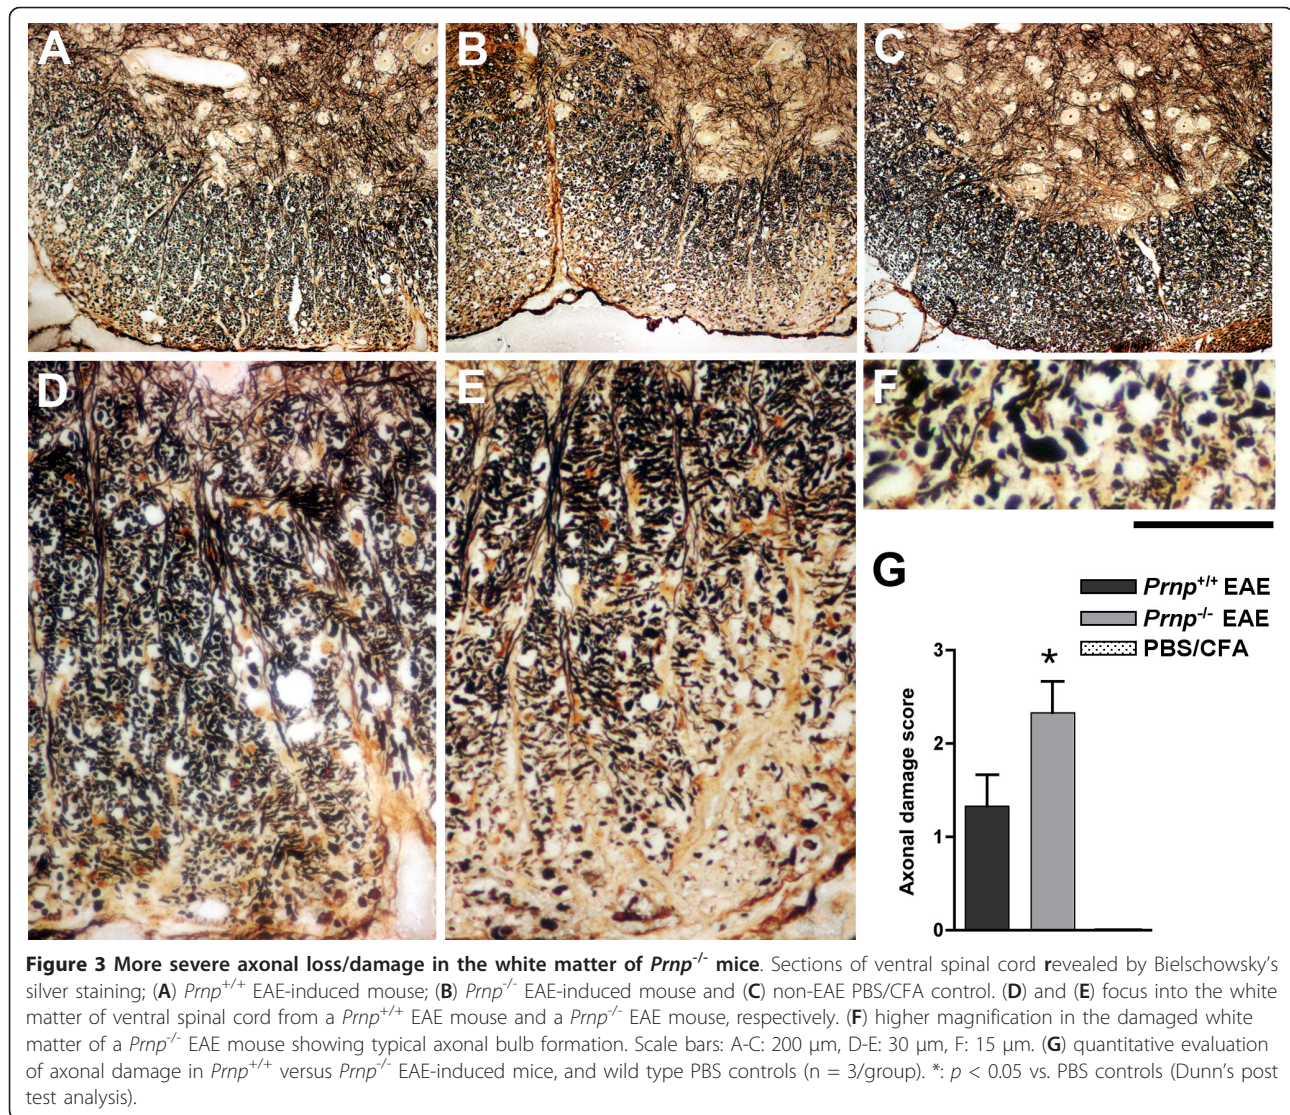 A
B
C
D
E
F
G
Prnp+/+ EAE
Prnp-/- EAE
PBS/CFA
3
*
2
1
0
Axonal damage score
Figure 3 More severe axonal loss/damage in the white matter of Prnp-/- mice. Sections of ventral spinal cord revealed by Bielschowsky's
silver staining; (A) Prnp+/+ EAE-induced mouse; (B) Prnp-/- EAE-induced mouse and (C) non-EAE PBS/CFA control. (D) and (E) focus into the white
matter of ventral spinal cord from a Prnp+/+ EAE mouse and a Prnp-/- EAE mouse, respectively. (F) higher magnification in the damaged white
matter of a Prnp-/- EAE mouse showing typical axonal bulb formation. Scale bars: A-C: 200 μm, D-E: 30 μm, F: 15 μm. (G) quantitative evaluation
of axonal damage in Prnp+/+ versus Prnp-/- EAE-induced mice, and wild type PBS controls (n = 3/group). *: p < 0.05 vs. PBS controls (Dunn's post
test analysis).